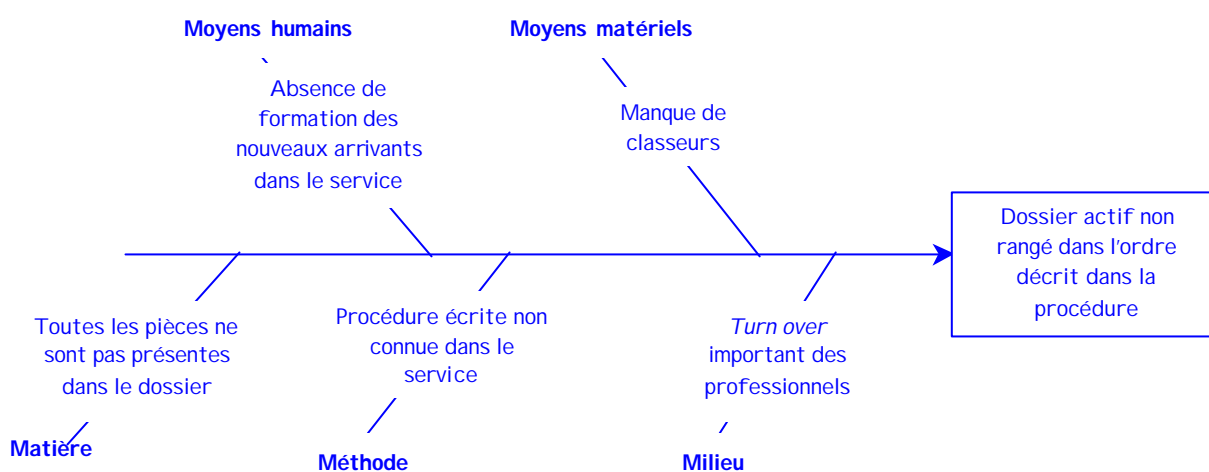 Moyens humains
Absence de
formation des
nouveaux arrivants
dans le service
Moyens matériels
Manque de
classeurs
Dossier actif non
rangé dans l'ordre
décrit dans la
procédure
Toutes les pièces ne
sont pas présentes
dans le dossier
Matière
Procédure écrite non
connue dans le
service
Méthode
Turn over
important des
professionnels
Milieu